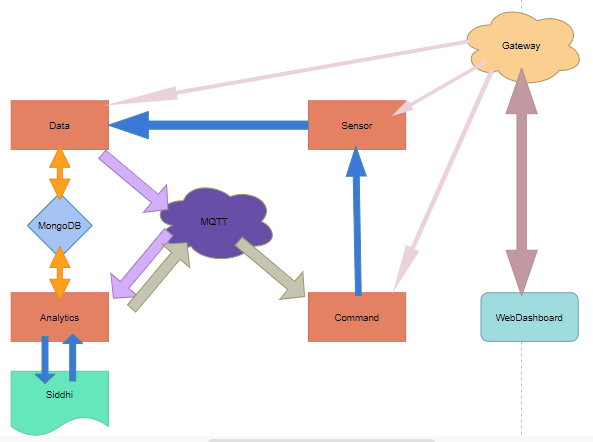 Gateway
Data
Sensor
MongoDB
MQTT
Analytics
Command
WebDashboard
Siddhi